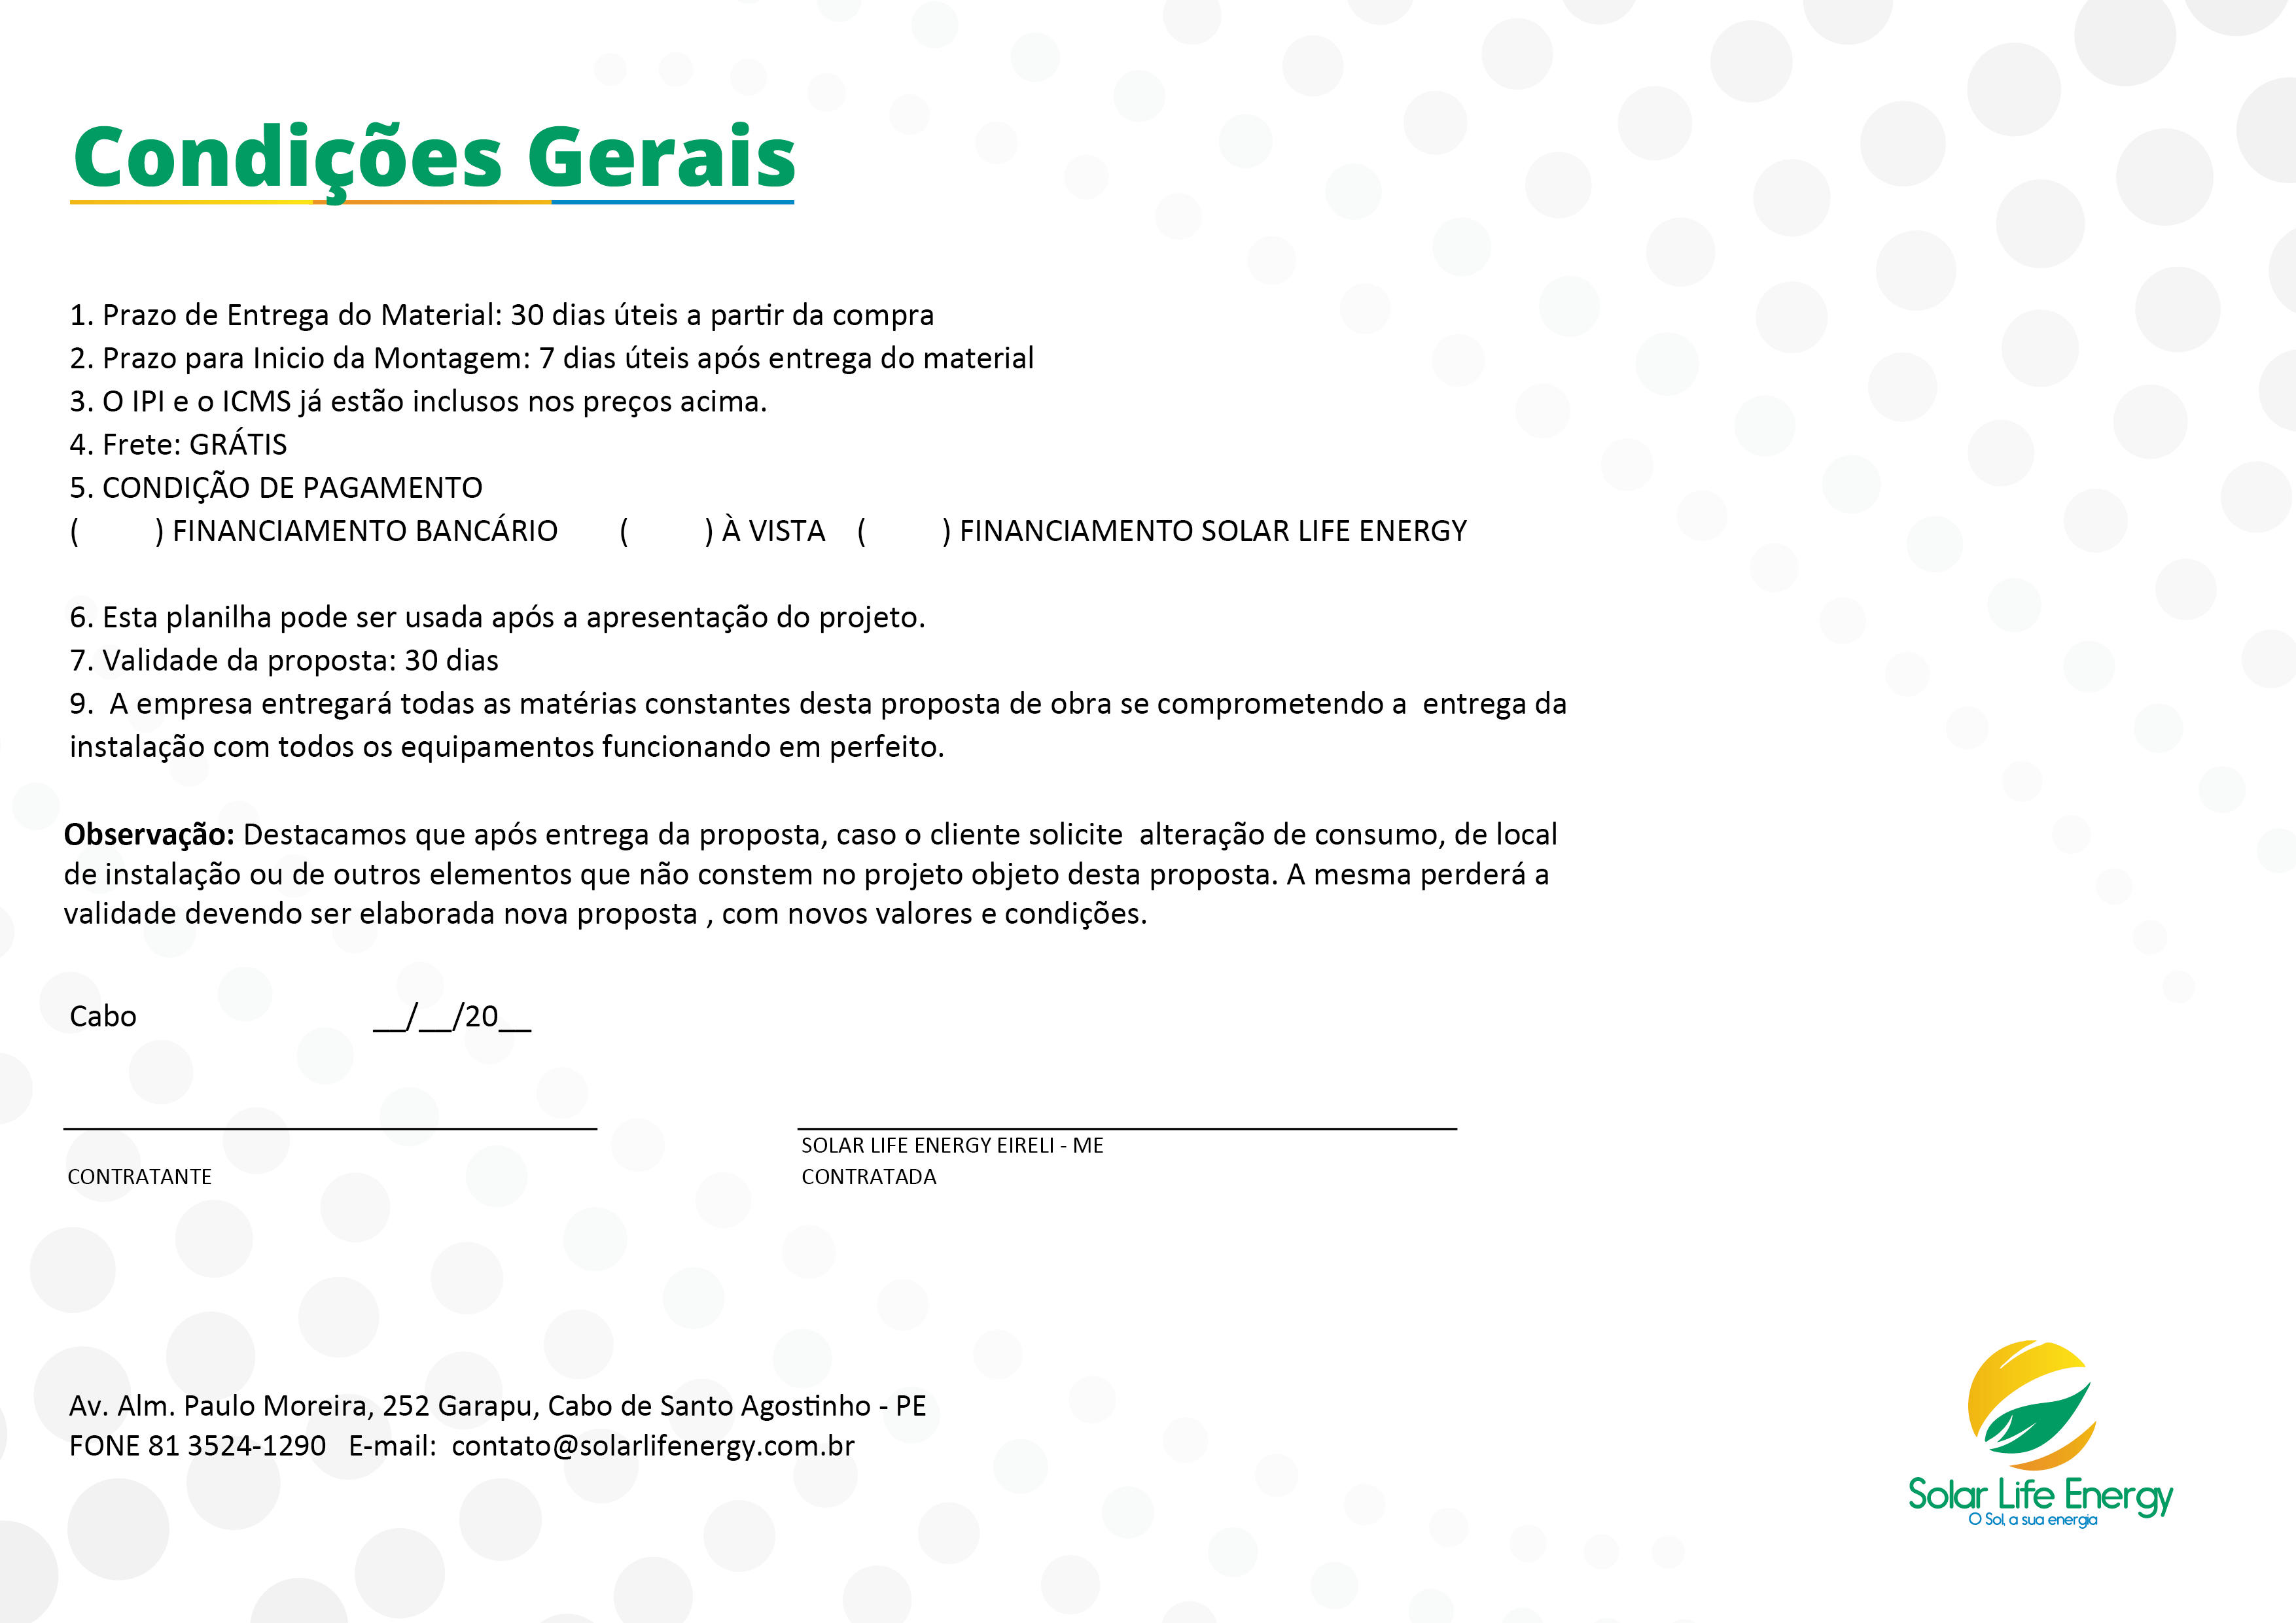 Condições Gerais
1. Prazo de Entrega do Material: 30 dias úteis a partir da compra
2. Prazo para Inicio da Montagem: 7 dias úteis após entrega do material
3. O IPI e o ICMS já estão inclusos nos preços acima.
4. Frete: GRÁTIS
5. CONDIÇÃO DE PAGAMENTO
(          ) FINANCIAMENTO BANCÁRIO        (          ) À VISTA    (          ) FINANCIAMENTO SOLAR LIFE ENERGY
6. Esta planilha pode ser usada após a apresentação do projeto.
7. Validade da proposta: 30 dias
9.  A empresa entregará todas as matérias constantes desta proposta de obra se comprometendo a  entrega da
instalação com todos os equipamentos funcionando em perfeito.
Observação: Destacamos que após entrega da proposta, caso o cliente solicite  alteração de consumo, de local
de instalação ou de outros elementos que não constem no projeto objeto desta proposta. A mesma perderá a
validade devendo ser elaborada nova proposta , com novos valores e condições.
Cabo                              __/__/20__
SOLAR LIFE ENERGY EIRELI - ME
CONTRATANTE                    CONTRATADA
Av. Alm. Paulo Moreira, 252 Garapu, Cabo de Santo Agostinho - PE
FONE 81 3524-1290   E-mail:  contato@solarlifenergy.com.br
Solar Life Energy
O Sol, a sua energia